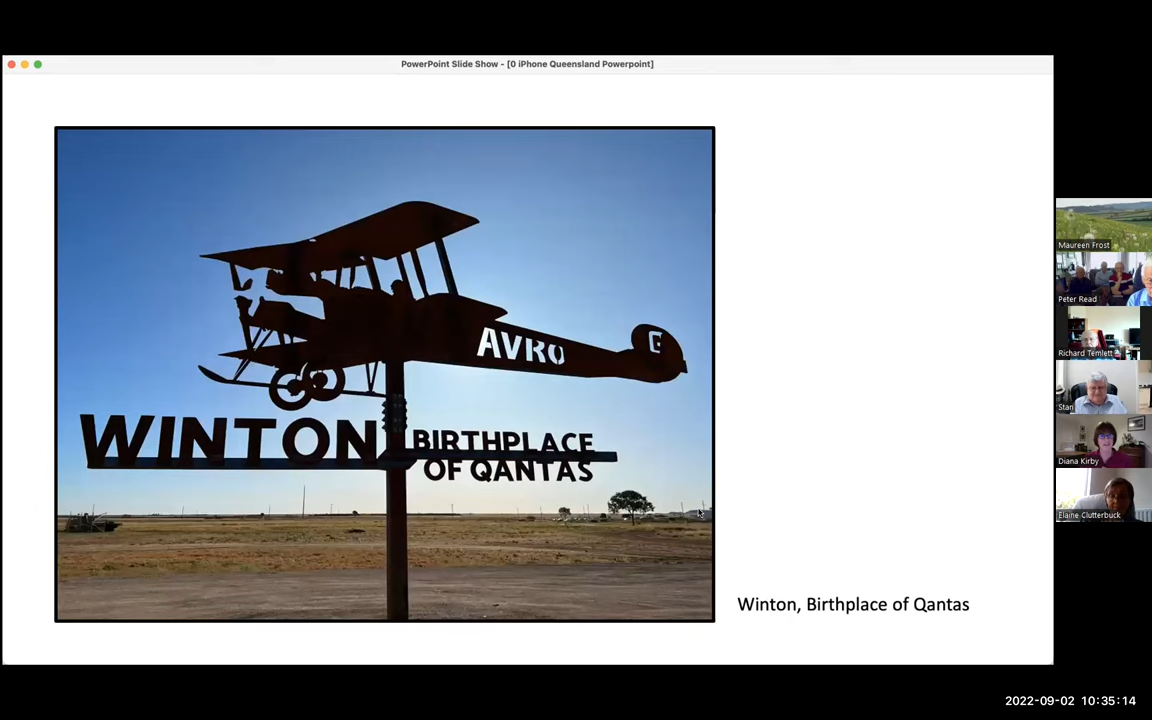 PowerPoint Slide Show - [0 iPhone Queensland Powerpoint]
AVRO
G
WINTON
BIRTHPLACE
OF QANTAS
Winton, Birthplace of Qantas
Maureen Frost
Peter Read
Richard Temlett
Stan
Diana Kirby
Elaine Clutterbuck
2022-09-02 10:35:14